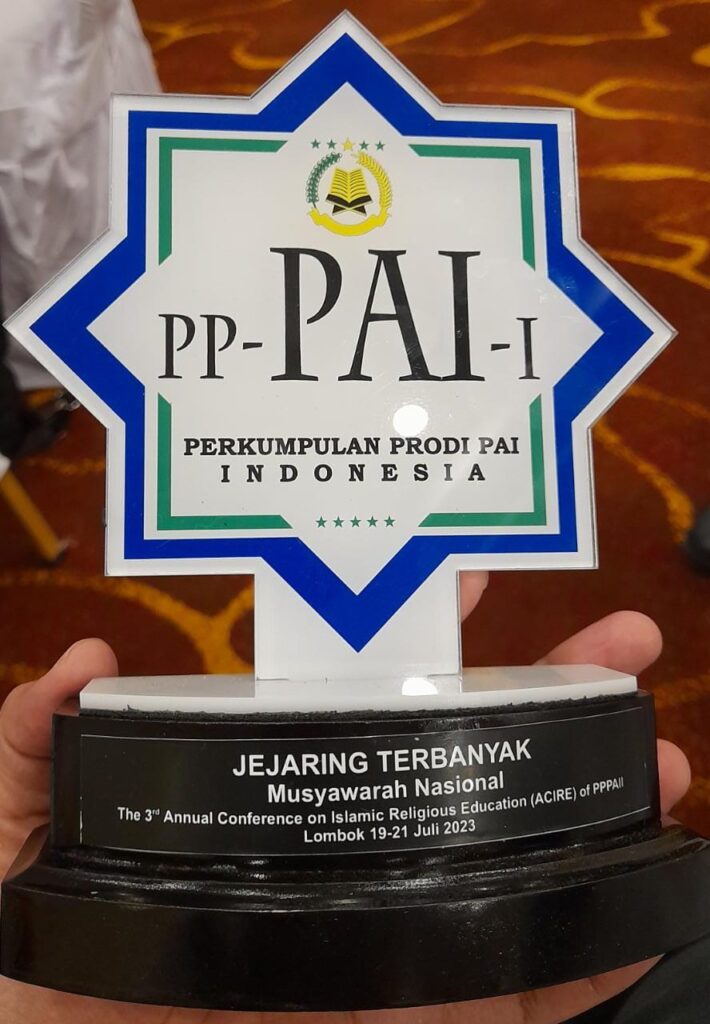 PP-PAI-I
PERKUMPULAN PRODI PAI
INDONESIA
JEJARING TERBANYAK
Musyawarah Nasional
The 3rd Annual Conference on Islamic Religious Education (ACIRE) of PPPAII
Lombok 19-21 Juli 2023